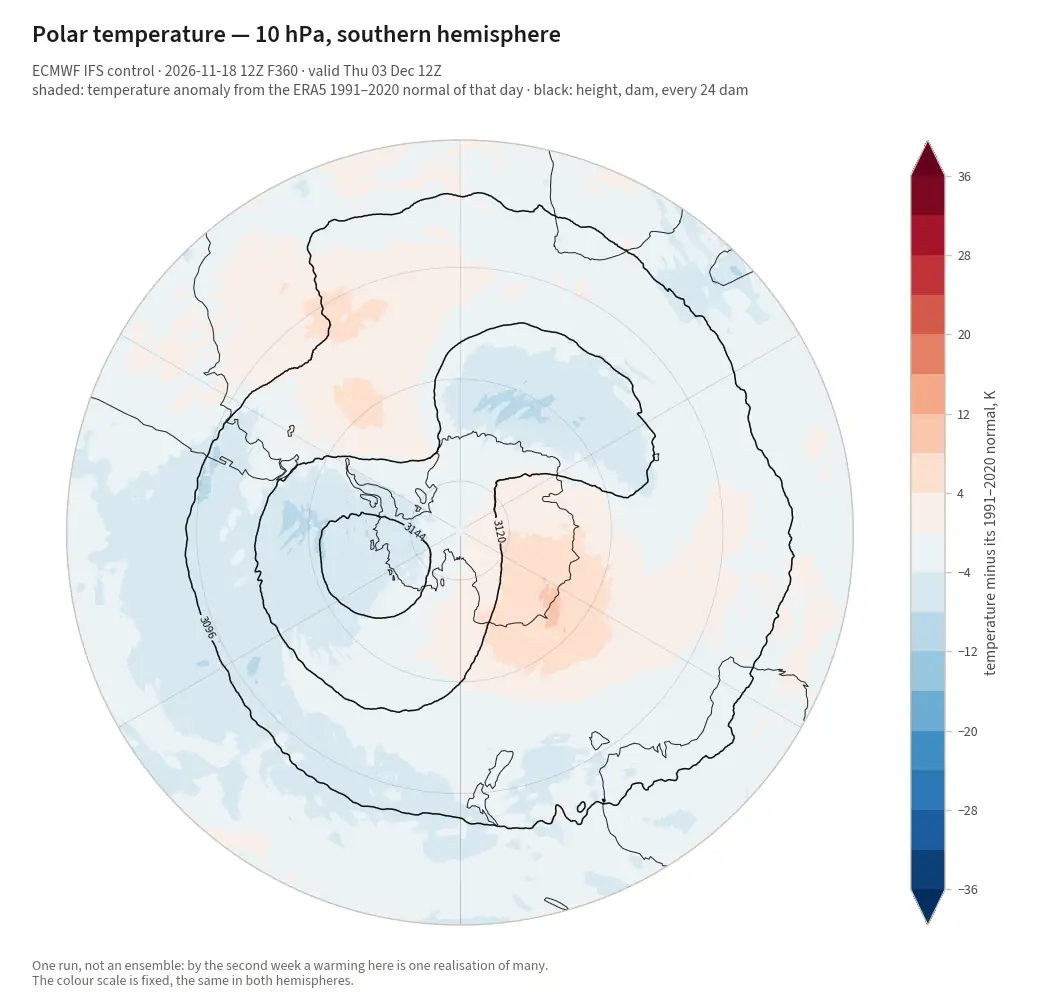 Polar temperature — 10 hPa, southern hemisphere
ECMWF IFS control · 2026-11-18 12Z F360 · valid Thu 03 Dec 12Z
shaded: temperature anomaly from the ERA5 1991–2020 normal of that day · black: height, dam, every 24 dam
36
28
20
12
4
−4
−12
−20
−28
−36
temperature minus its 1991–2020 normal, K
3144
3120
3096
One run, not an ensemble: by the second week a warming here is one realisation of many.
The colour scale is fixed, the same in both hemispheres.